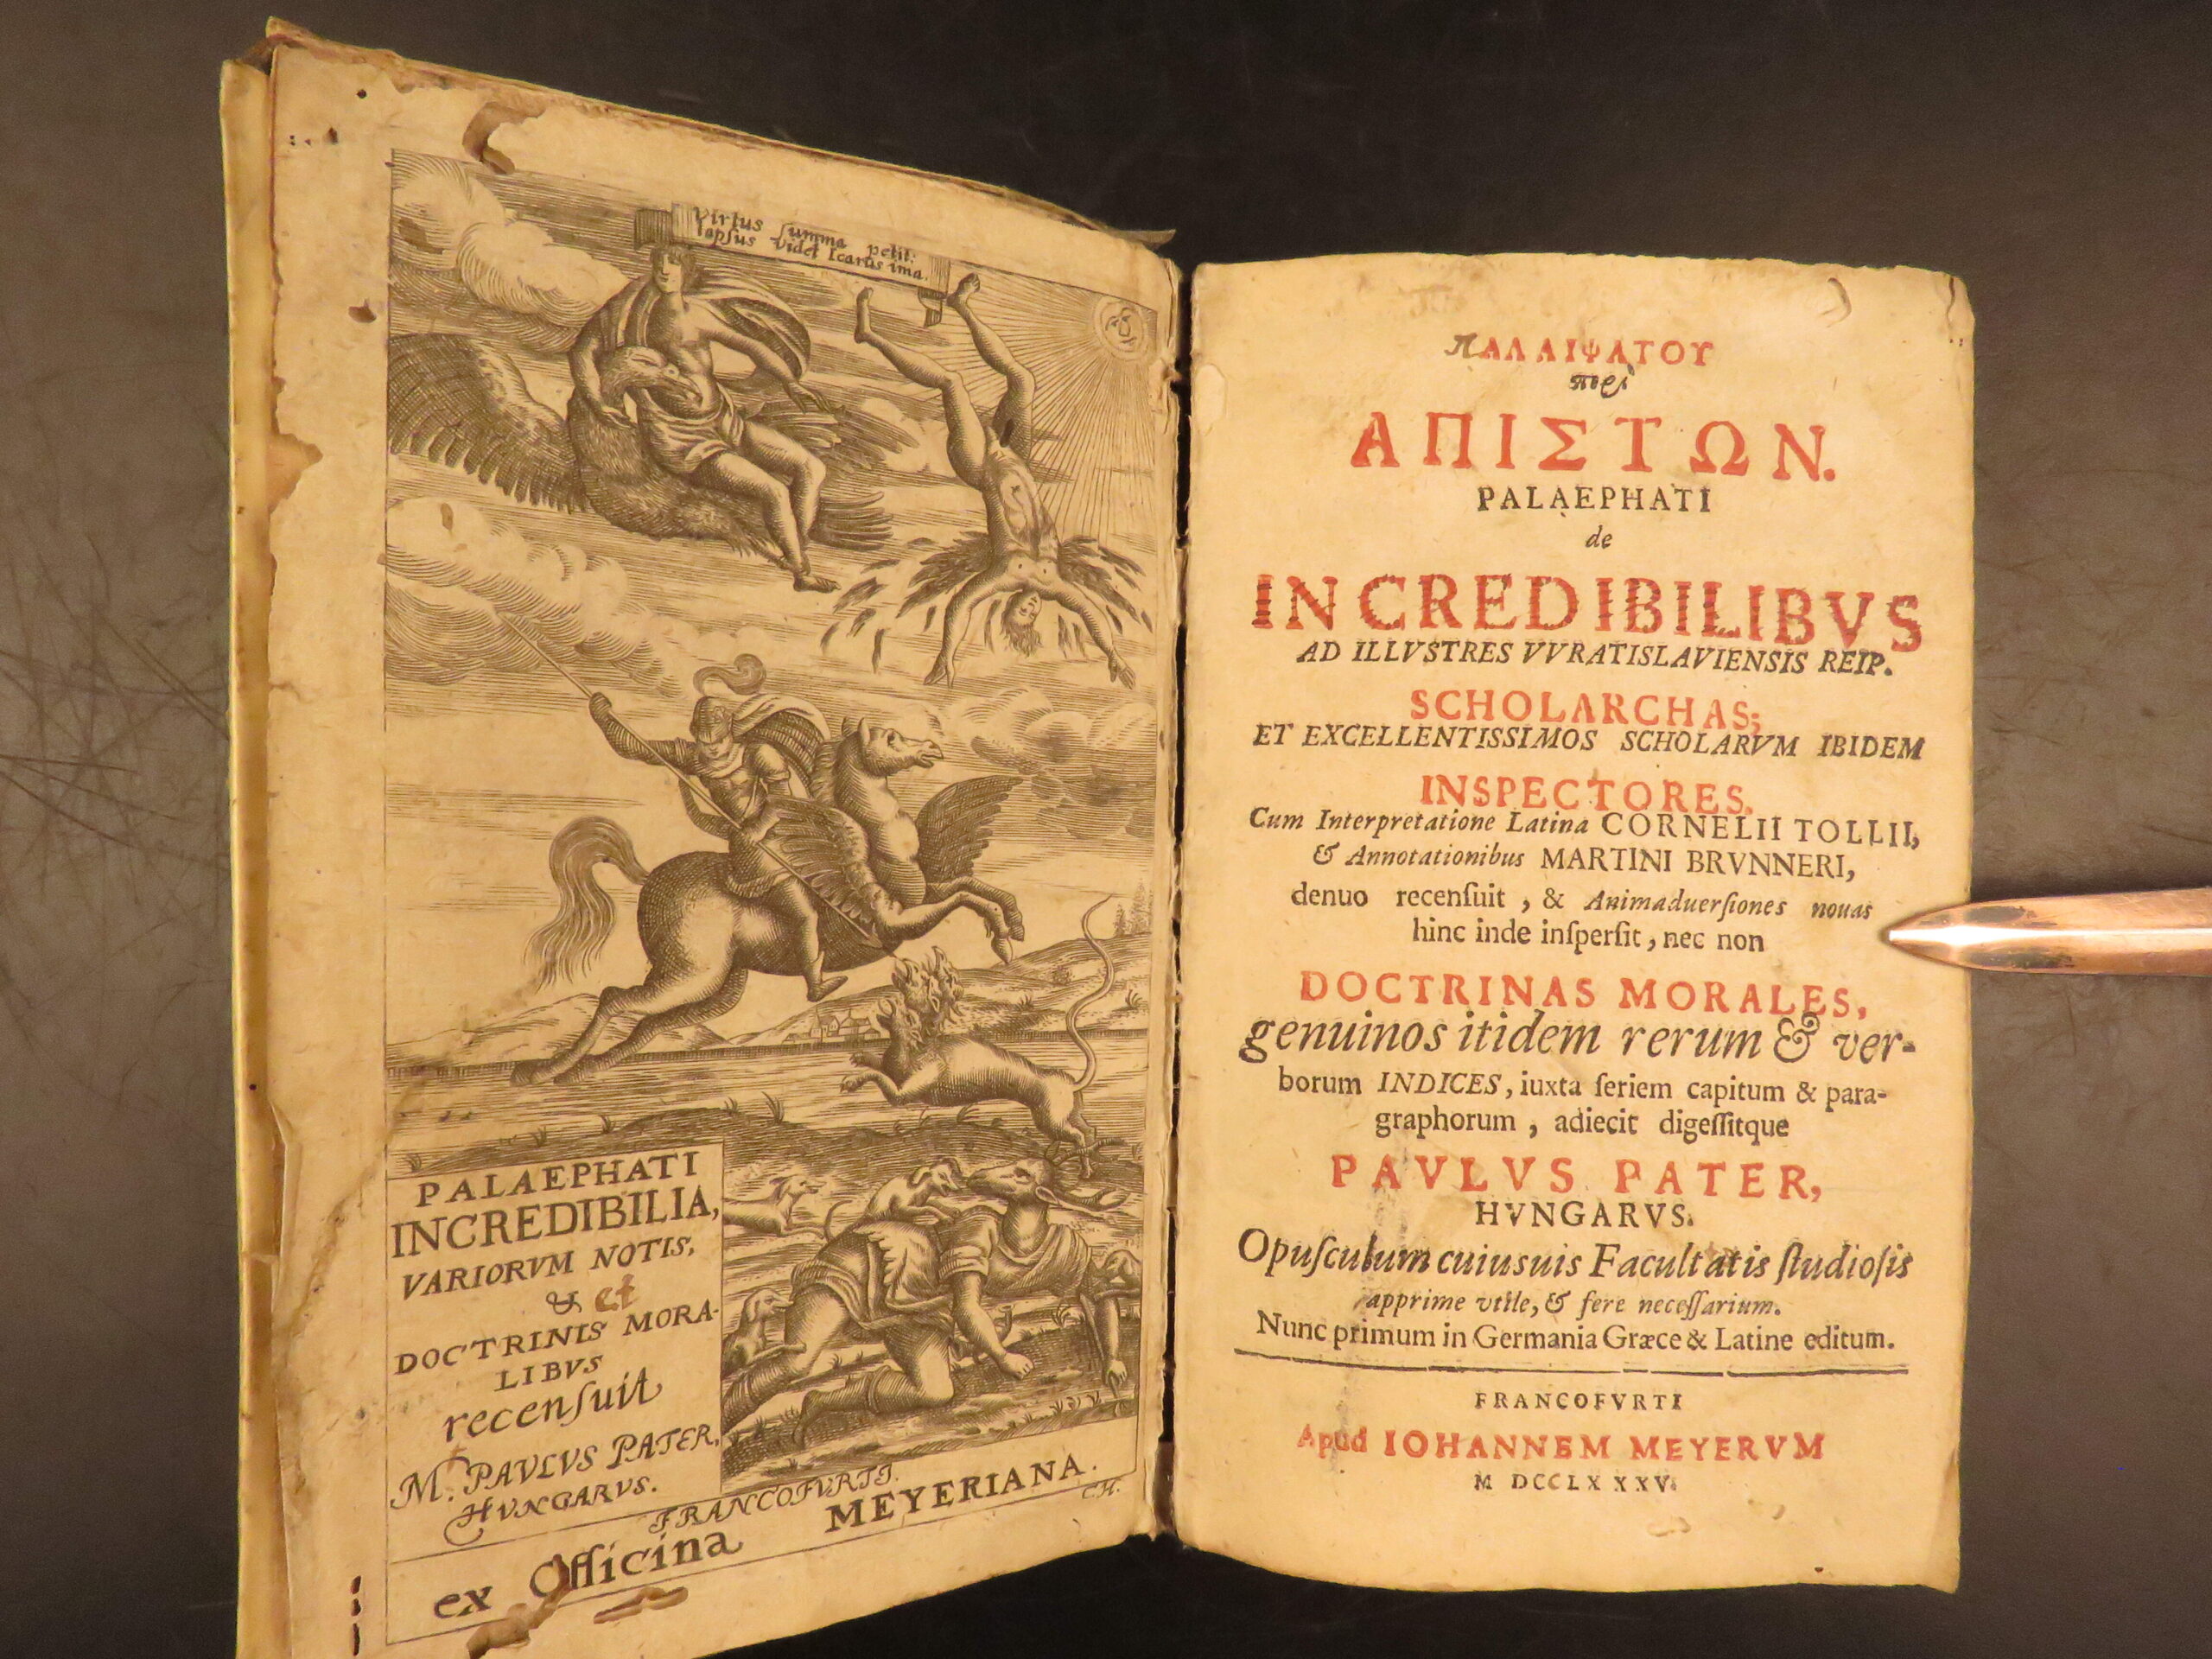 Virtus summa petit:
lapsus videt Icarus ima.
PALAEPHATI
INCREDIBILIA,
VARIORVM NOTIS,
& et
DOCTRINIS MORA-
LIBVS
recenſuit
M. PAVLVS PATER,
HVNGARVS.
FRANCOFVRTI.
ex Officina MEYERIANA.
C.H.
ΠΑΛΑΙΦΑΤΟΥ
περὶ
ΑΠΙΣΤΩΝ.
PALAEPHATI
de
INCREDIBILIBVS
AD ILLVSTRES VVRATISLAVIENSIS REIP.
SCHOLARCHAS;
ET EXCELLENTISSIMOS SCHOLARVM IBIDEM
INSPECTORES.
Cum Interpretatione Latina CORNELII TOLLII,
& Annotationibus MARTINI BRVNNERI,
denuo recenſuit, & Animaduerſiones nouas
hinc inde inſperſit, nec non
DOCTRINAS MORALES,
genuinos itidem rerum & ver-
borum INDICES, iuxta ſeriem capitum & para-
graphorum, adiecit digeſſitque
PAVLVS PATER,
HVNGARVS.
Opuſculum cuiusuis Facultatis ſtudioſis
apprime vtile, & fere neceſſarium.
Nunc primum in Germania Græce & Latine editum.
FRANCOFVRTI
Apud IOHANNEM MEYERVM
M DCCLXXXV.